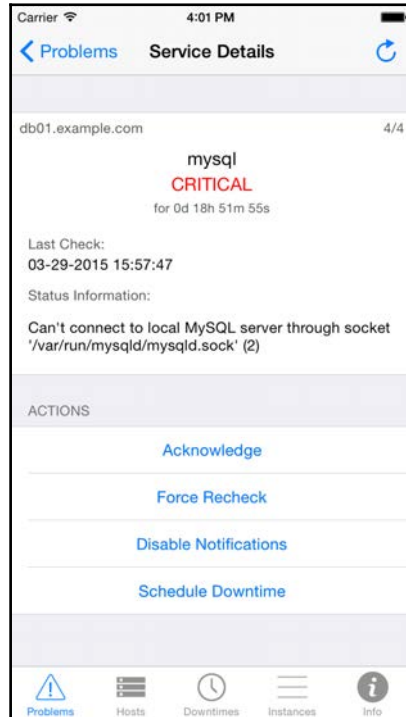 Carrier 4:01 PM
Problems Service Details
db01.example.com 4/4
mysql
CRITICAL
for 0d 18h 51m 55s
Last Check:
03-29-2015 15:57:47
Status Information:
Can't connect to local MySQL server through socket
'/var/run/mysqld/mysqld.sock' (2)
ACTIONS
Acknowledge
Force Recheck
Disable Notifications
Schedule Downtime
Problems Hosts Downtimes Instances Info